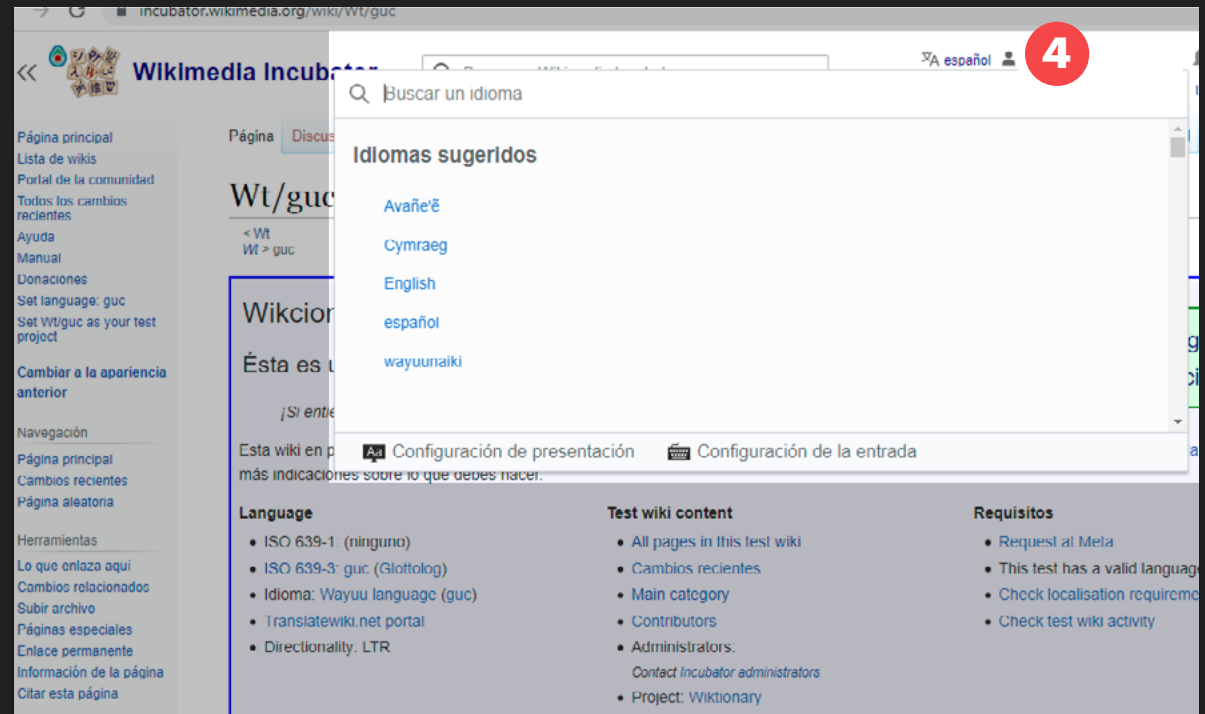 incubator.wikimedia.org/wiki/Wt/guc
Wikimedia Incubator
español
4
Buscar un idioma
Idiomas sugeridos
Avañe'ẽ
Cymraeg
English
español
wayuunaiki
Configuración de presentación
Configuración de la entrada
Página principal
Lista de wikis
Portal de la comunidad
Todos los cambios
recientes
Ayuda
Manual
Donaciones
Set language: guc
Set Wt/guc as your test
project
Cambiar a la apariencia
anterior
Navegación
Página principal
Cambios recientes
Página aleatoria
Herramientas
Lo que enlaza aquí
Cambios relacionados
Subir archivo
Páginas especiales
Enlace permanente
Información de la página
Citar esta página
Página
Wt/guc
< Wt
Wt > guc
Ésta es
¡Si
Esta wiki en
más indicaciones sobre lo que debes hacer.
Language
ISO 639-1: (ninguno)
ISO 639-3: guc (Glottolog)
Idioma: Wayuu language (guc)
Translatewiki.net portal
Directionality: LTR
Test wiki content
All pages in this test wiki
Cambios recientes
Main category
Contributors
Administrators:
Contact Incubator administrators
Project: Wiktionary
Requisitos
Request at Meta
This test has a valid language
Check localisation
Check test wiki activity